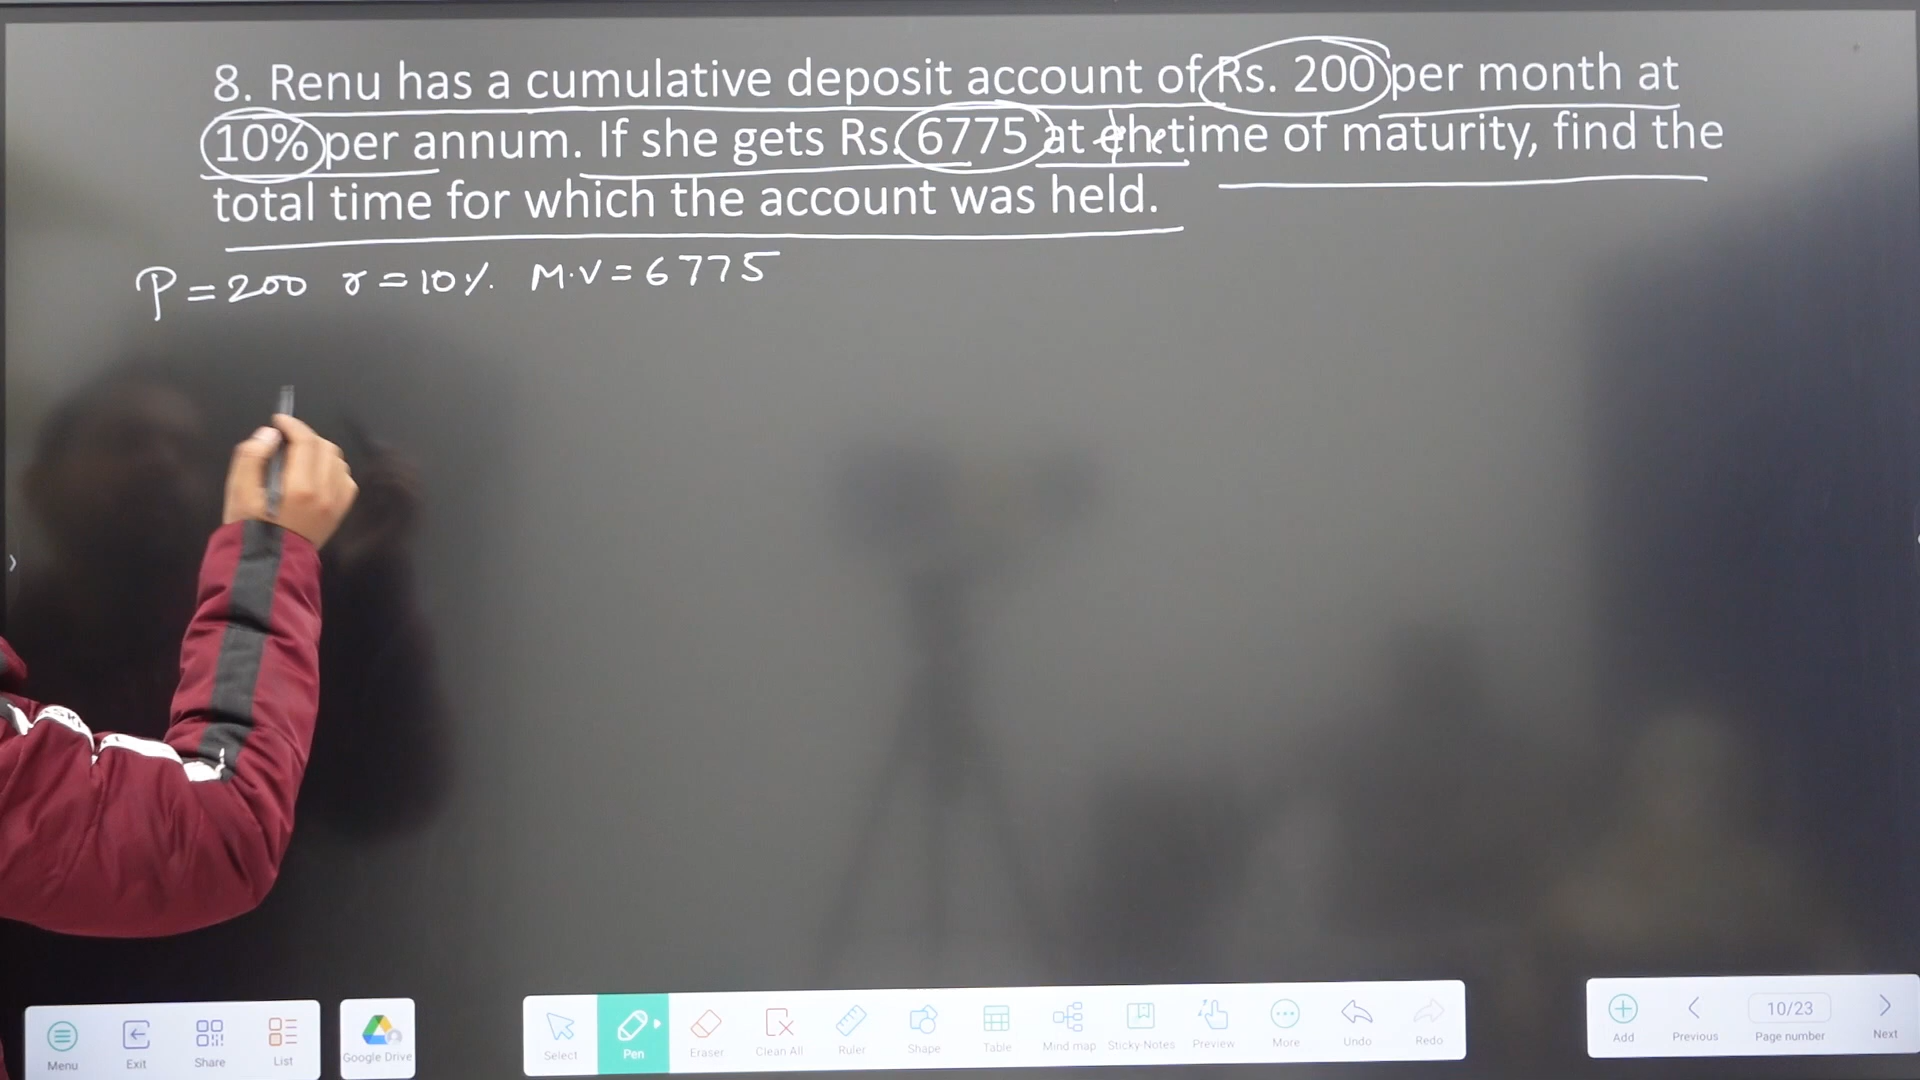 8. Renu has a cumulative deposit account of Rs. 200 per month at
10% per annum. If she gets Rs. 6775 at the time of maturity, find the
total time for which the account was held.
P = 200 r = 10% M.V = 6775
Menu
Exit
Share
List
Google Drive
Select
Pen
Eraser
Clean All
Ruler
Shape
Table
Mind map
Sticky Notes
Preview
More
Undo
Redo
Add
Previous
10/23
Page number
Next